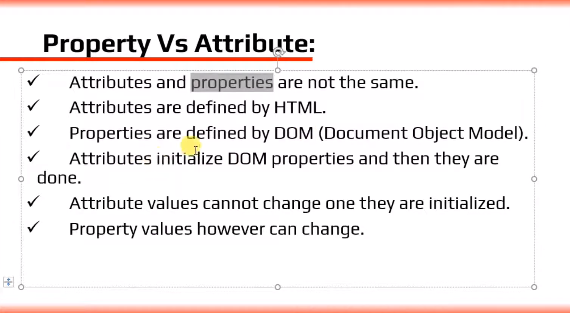 Property Vs Attribute:
✓ Attributes and properties are not the same.
✓ Attributes are defined by HTML.
✓ Properties are defined by DOM (Document Object Model).
✓ Attributes initialize DOM properties and then they are
done.
✓ Attribute values cannot change one they are initialized.
✓ Property values however can change.